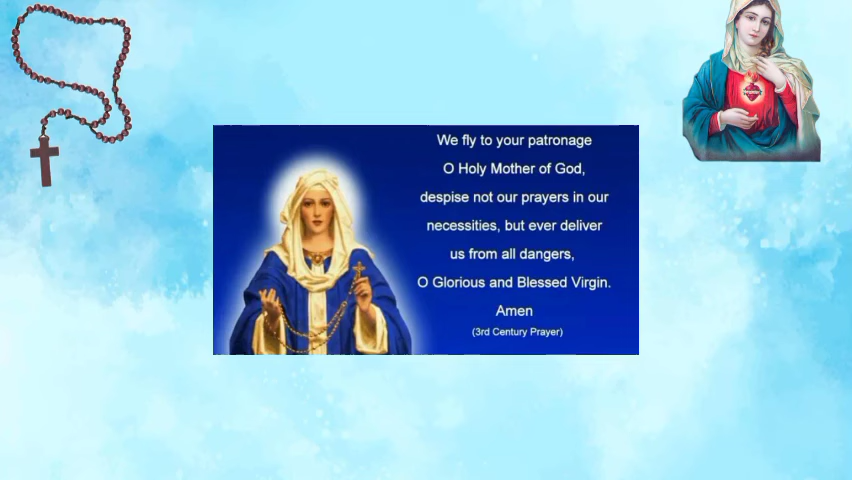 We fly to your patronage
O Holy Mother of God,
despise not our prayers in our
necessities, but ever deliver
us from all dangers,
O Glorious and Blessed Virgin.
Amen
(3rd Century Prayer)